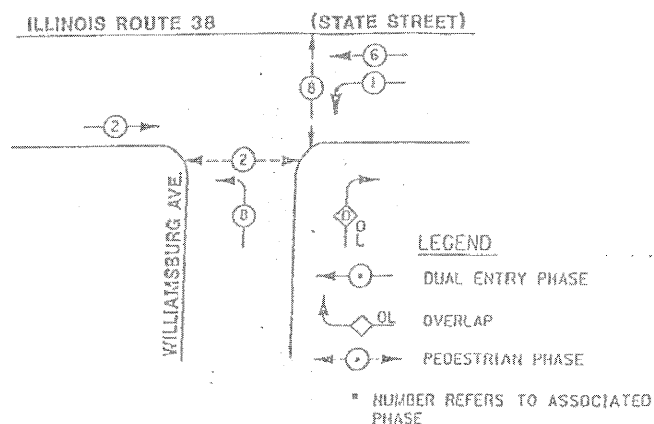 ILLINOIS ROUTE 38 (STATE STREET)
6
1
8
2
2
8
OL
WILLIAMSBURG AVE.
LEGEND
DUAL ENTRY PHASE
OL OVERLAP
PEDESTRIAN PHASE
* NUMBER REFERS TO ASSOCIATED
PHASE